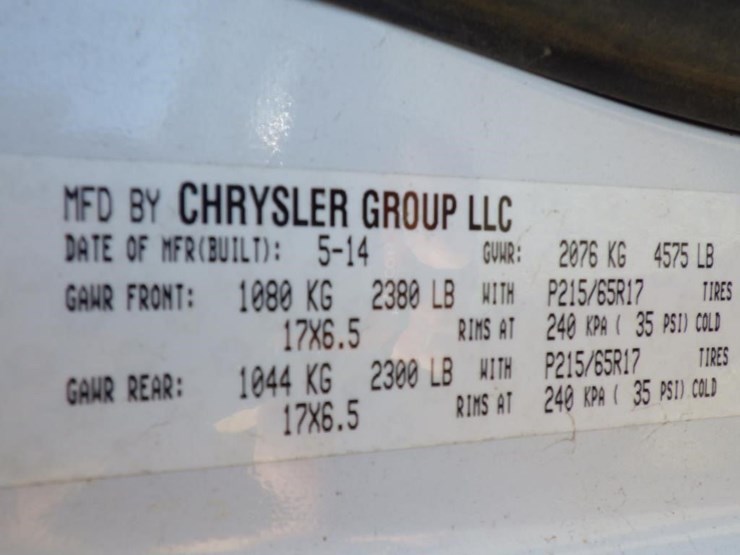 MFD BY CHRYSLER GROUP LLC
DATE OF MFR(BUILT): 5-14 GVWR: 2076 KG 4575 LB
GAWR FRONT: 1080 KG 2380 LB WITH P215/65R17 TIRES
17X6.5 RIMS AT 240 KPA ( 35 PSI) COLD
GAWR REAR: 1044 KG 2300 LB WITH P215/65R17 TIRES
17X6.5 RIMS AT 240 KPA ( 35 PSI) COLD